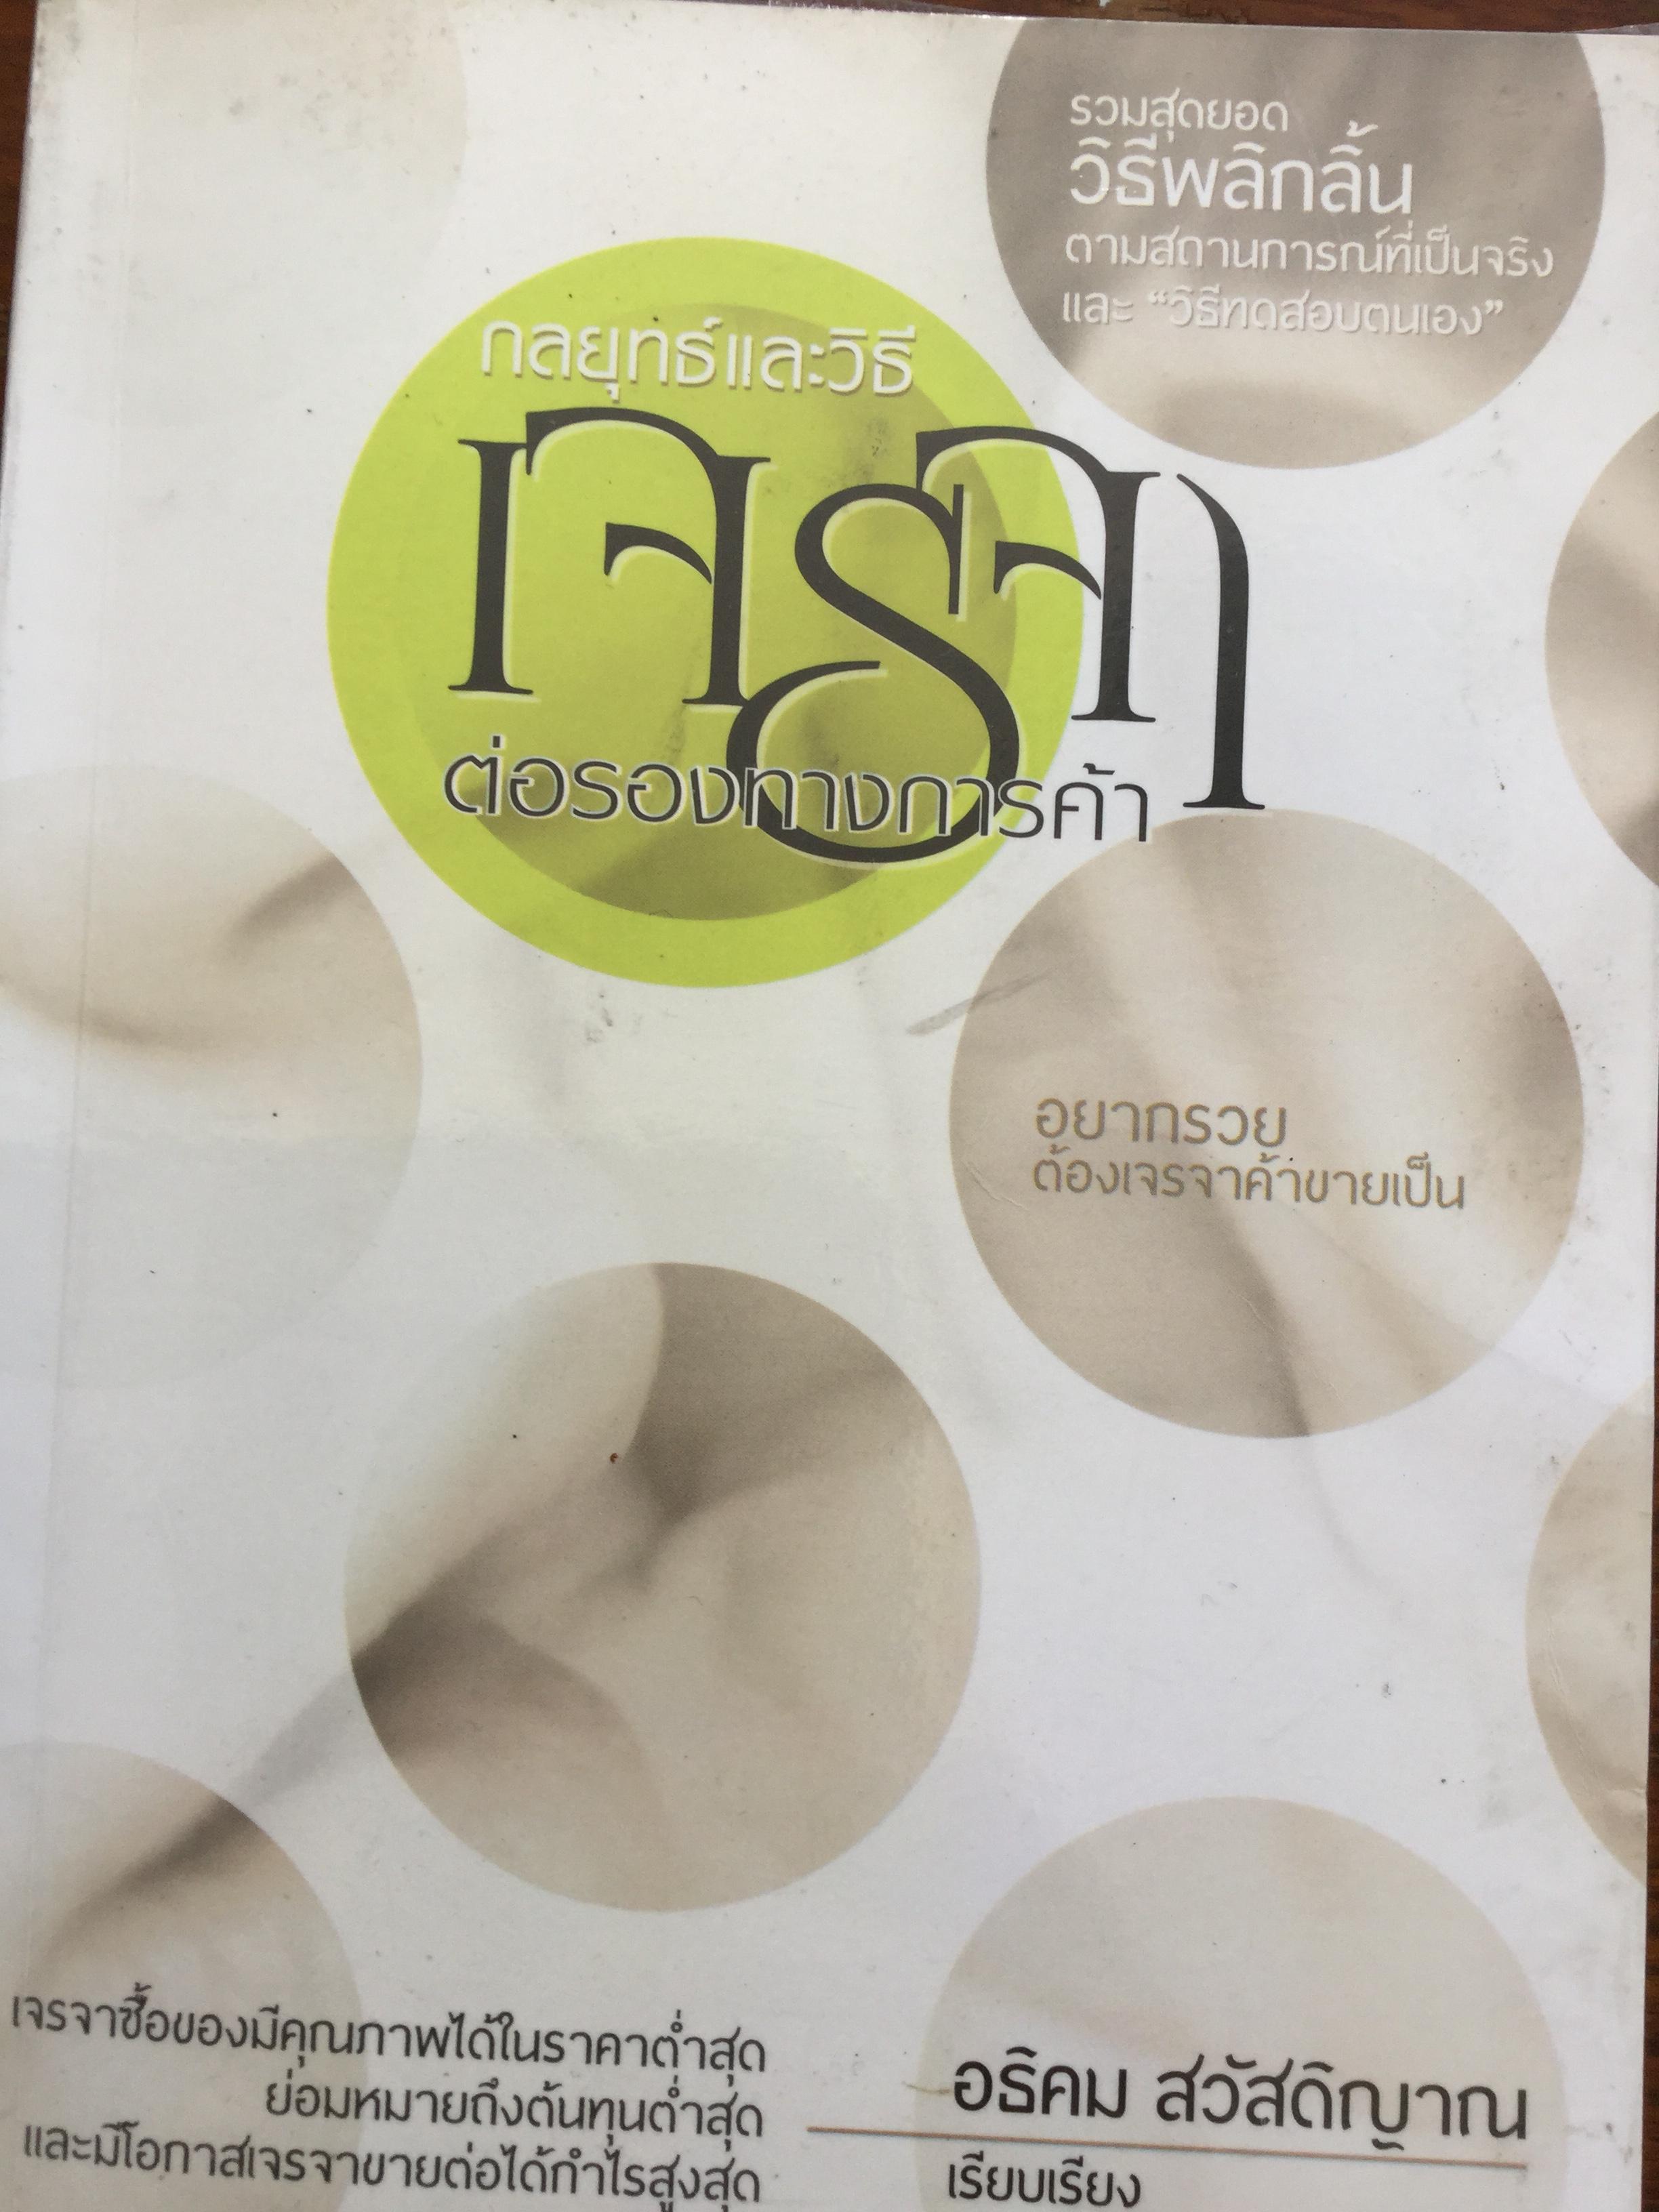 รวมสุดยอด
วิธีพลิกลิ้น
ตามสถานการณ์ที่เป็นจริง
และ “วิธีทดสอบตนเอง”
กลยุทธ์และวิธี
เจรจา
ต่อรองทางการค้า
อยากรวย
ต้องเจรจาค้าขายเป็น
เจรจาซื้อของมีคุณภาพได้ในราคาต่ำสุด
ย่อมหมายถึงต้นทุนต่ำสุด
และมีโอกาสเจรจาขายต่อได้กำไรสูงสุด
อธิคม สวัสดิญาณ
เรียบเรียง